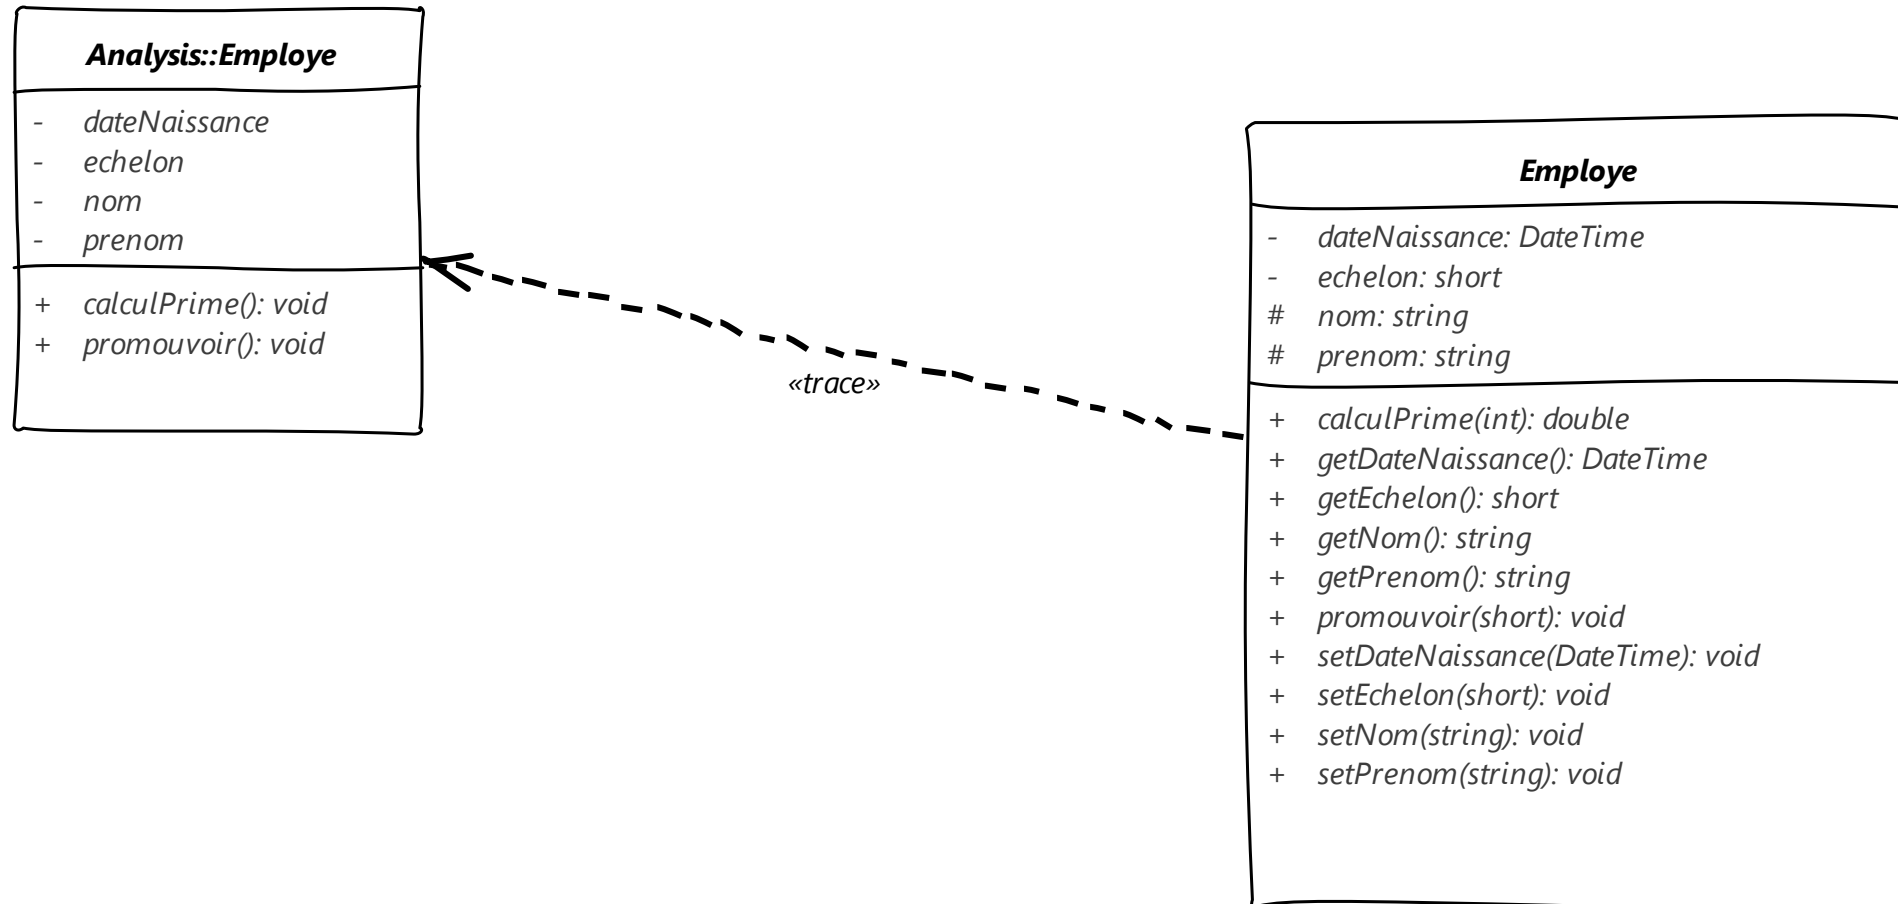 Analysis::Employe
- dateNaissance
- echelon
- nom
- prenom
+ calculPrime(): void
+ promouvoir(): void
«trace»
Employe
- dateNaissance: DateTime
- echelon: short
# nom: string
# prenom: string
+ calculPrime(int): double
+ getDateNaissance(): DateTime
+ getEchelon(): short
+ getNom(): string
+ getPrenom(): string
+ promouvoir(short): void
+ setDateNaissance(DateTime): void
+ setEchelon(short): void
+ setNom(string): void
+ setPrenom(string): void